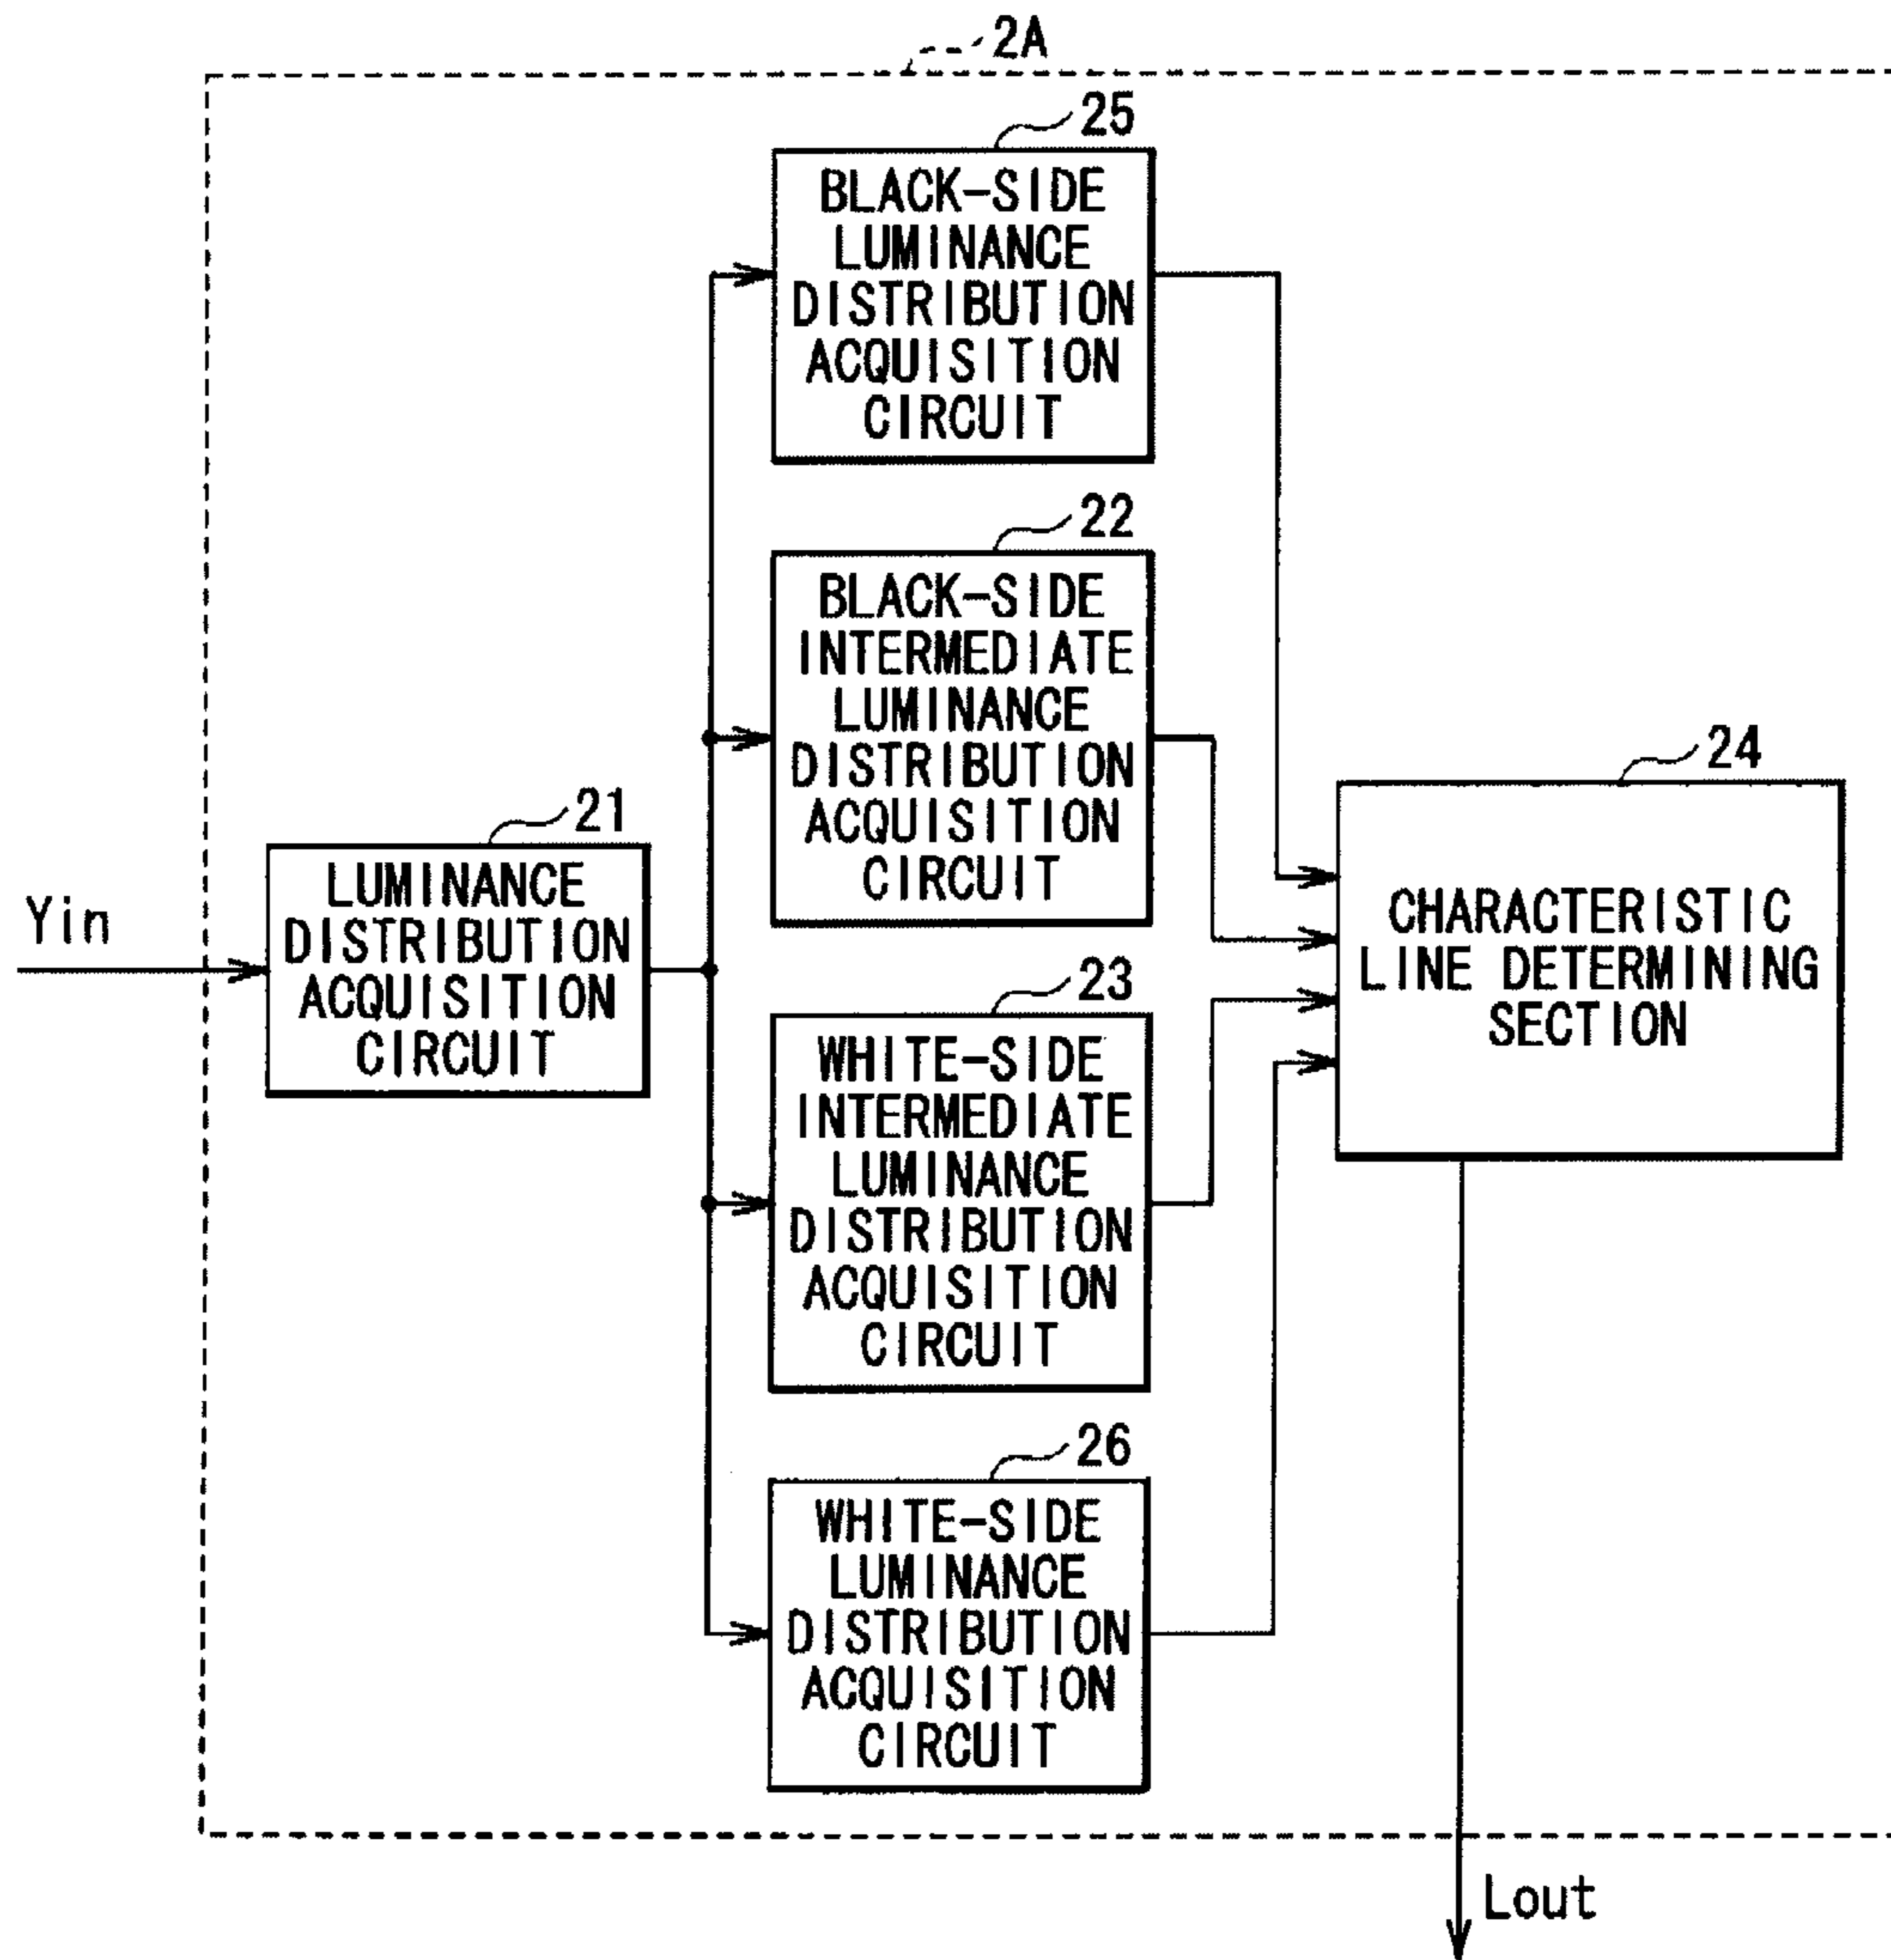 2A
25
BLACK-SIDE
LUMINANCE
DISTRIBUTION
ACQUISITION
CIRCUIT
22
BLACK-SIDE
INTERMEDIATE
LUMINANCE
DISTRIBUTION
ACQUISITION
CIRCUIT
24
CHARACTERISTIC
LINE DETERMINING
SECTION
21
LUMINANCE
DISTRIBUTION
ACQUISITION
CIRCUIT
Yin
23
WHITE-SIDE
INTERMEDIATE
LUMINANCE
DISTRIBUTION
ACQUISITION
CIRCUIT
26
WHITE-SIDE
LUMINANCE
DISTRIBUTION
ACQUISITION
CIRCUIT
Lout